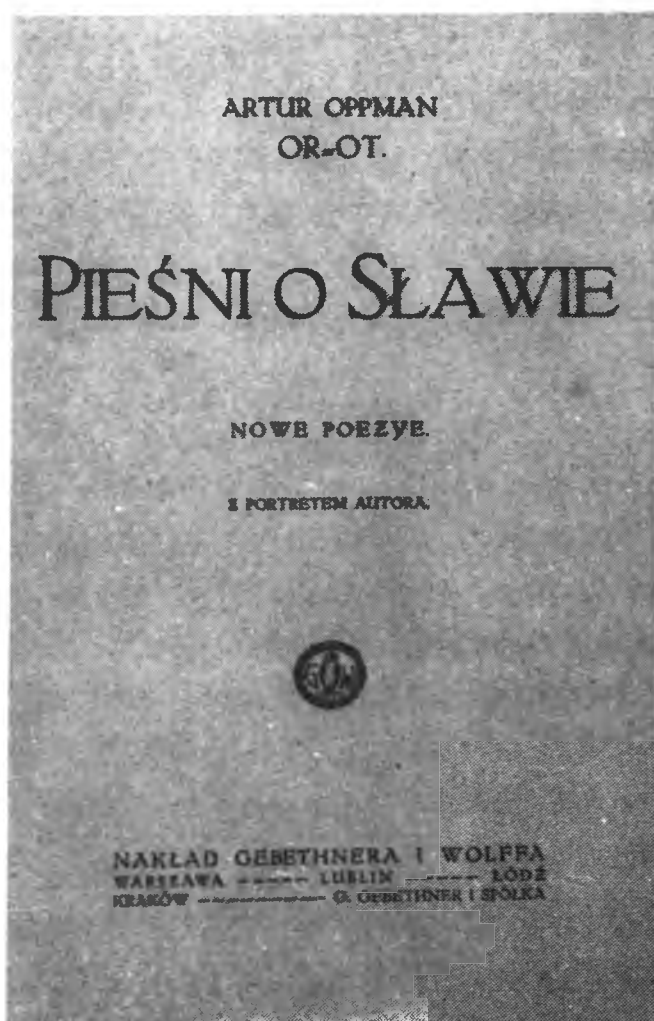 ARTUR OPPMAN
OR-OT.
PIEŚNI O SŁAWIE
NOWE POEZYE.
Z PORTRETEM AUTORA.
NAKŁAD GEBETHNERA I WOLFFA
WARSZAWA ----- LUBLIN ----- ŁÓDŹ
KRAKÓW ----------- G. GEBETHNER I SPÓŁKA